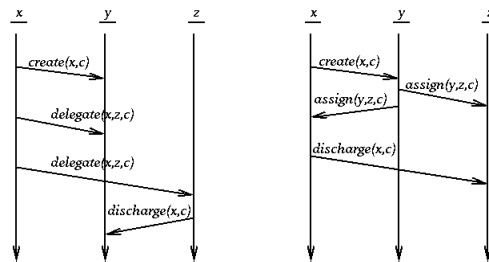 x y z
create(x,c)
delegate(x,z,c)
delegate(x,z,c)
discharge(x,c)
x y z
create(x,c)
assign(y,z,c)
assign(y,z,c)
discharge(x,c)